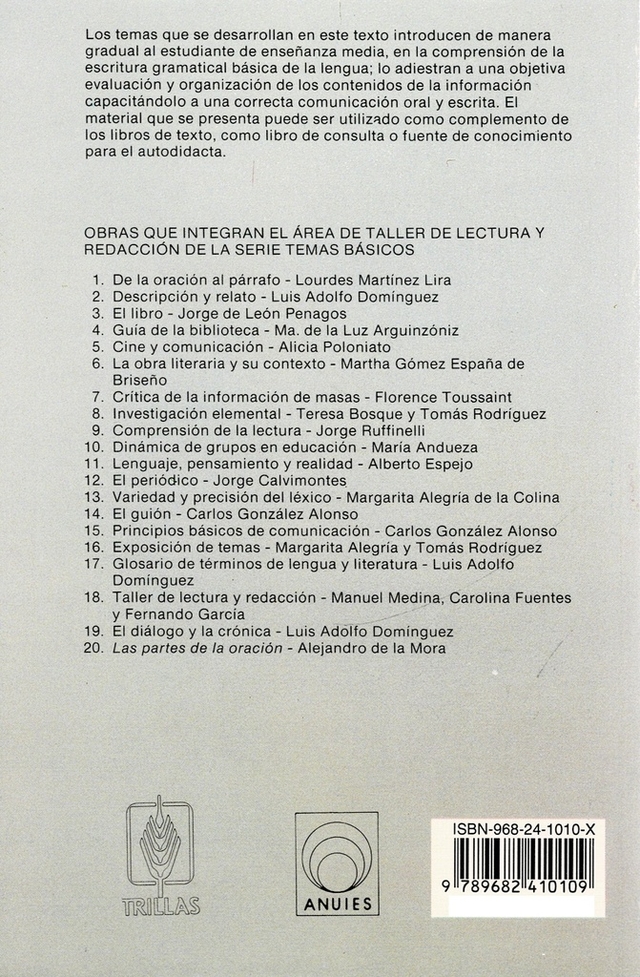 Los temas que se desarrollan en este texto introducen de manera
gradual al estudiante de enseñanza media, en la comprensión de la
escritura gramatical básica de la lengua; lo adiestran a una objetiva
evaluación y organización de los contenidos de la información
capacitándolo a una correcta comunicación oral y escrita. El
material que se presenta puede ser utilizado como complemento de
los libros de texto, como libro de consulta o fuente de conocimiento
para el autodidacta.
OBRAS QUE INTEGRAN EL ÁREA DE TALLER DE LECTURA Y
REDACCIÓN DE LA SERIE TEMAS BÁSICOS
1. De la oración al párrafo - Lourdes Martínez Lira
2. Descripción y relato - Luis Adolfo Domínguez
3. El libro - Jorge de León Penagos
4. Guía de la biblioteca - Ma. de la Luz Arguinzóniz
5. Cine y comunicación - Alicia Poloniato
6. La obra literaria y su contexto - Martha Gómez España de
Briseño
7. Crítica de la información de masas - Florence Toussaint
8. Investigación elemental - Teresa Bosque y Tomás Rodríguez
9. Comprensión de la lectura - Jorge Ruffinelli
10. Dinámica de grupos en educación - María Andueza
11. Lenguaje, pensamiento y realidad - Alberto Espejo
12. El periódico - Jorge Calvimontes
13. Variedad y precisión del léxico - Margarita Alegría de la Colina
14. El guión - Carlos González Alonso
15. Principios básicos de comunicación - Carlos González Alonso
16. Exposición de temas - Margarita Alegría y Tomás Rodríguez
17. Glosario de términos de lengua y literatura - Luis Adolfo
Domínguez
18. Taller de lectura y redacción - Manuel Medina, Carolina Fuentes
y Fernando García
19. El diálogo y la crónica - Luis Adolfo Domínguez
20. Las partes de la oración - Alejandro de la Mora
TRILLAS
ANUIES
ISBN-968-24-1010-X
9 789682 410109